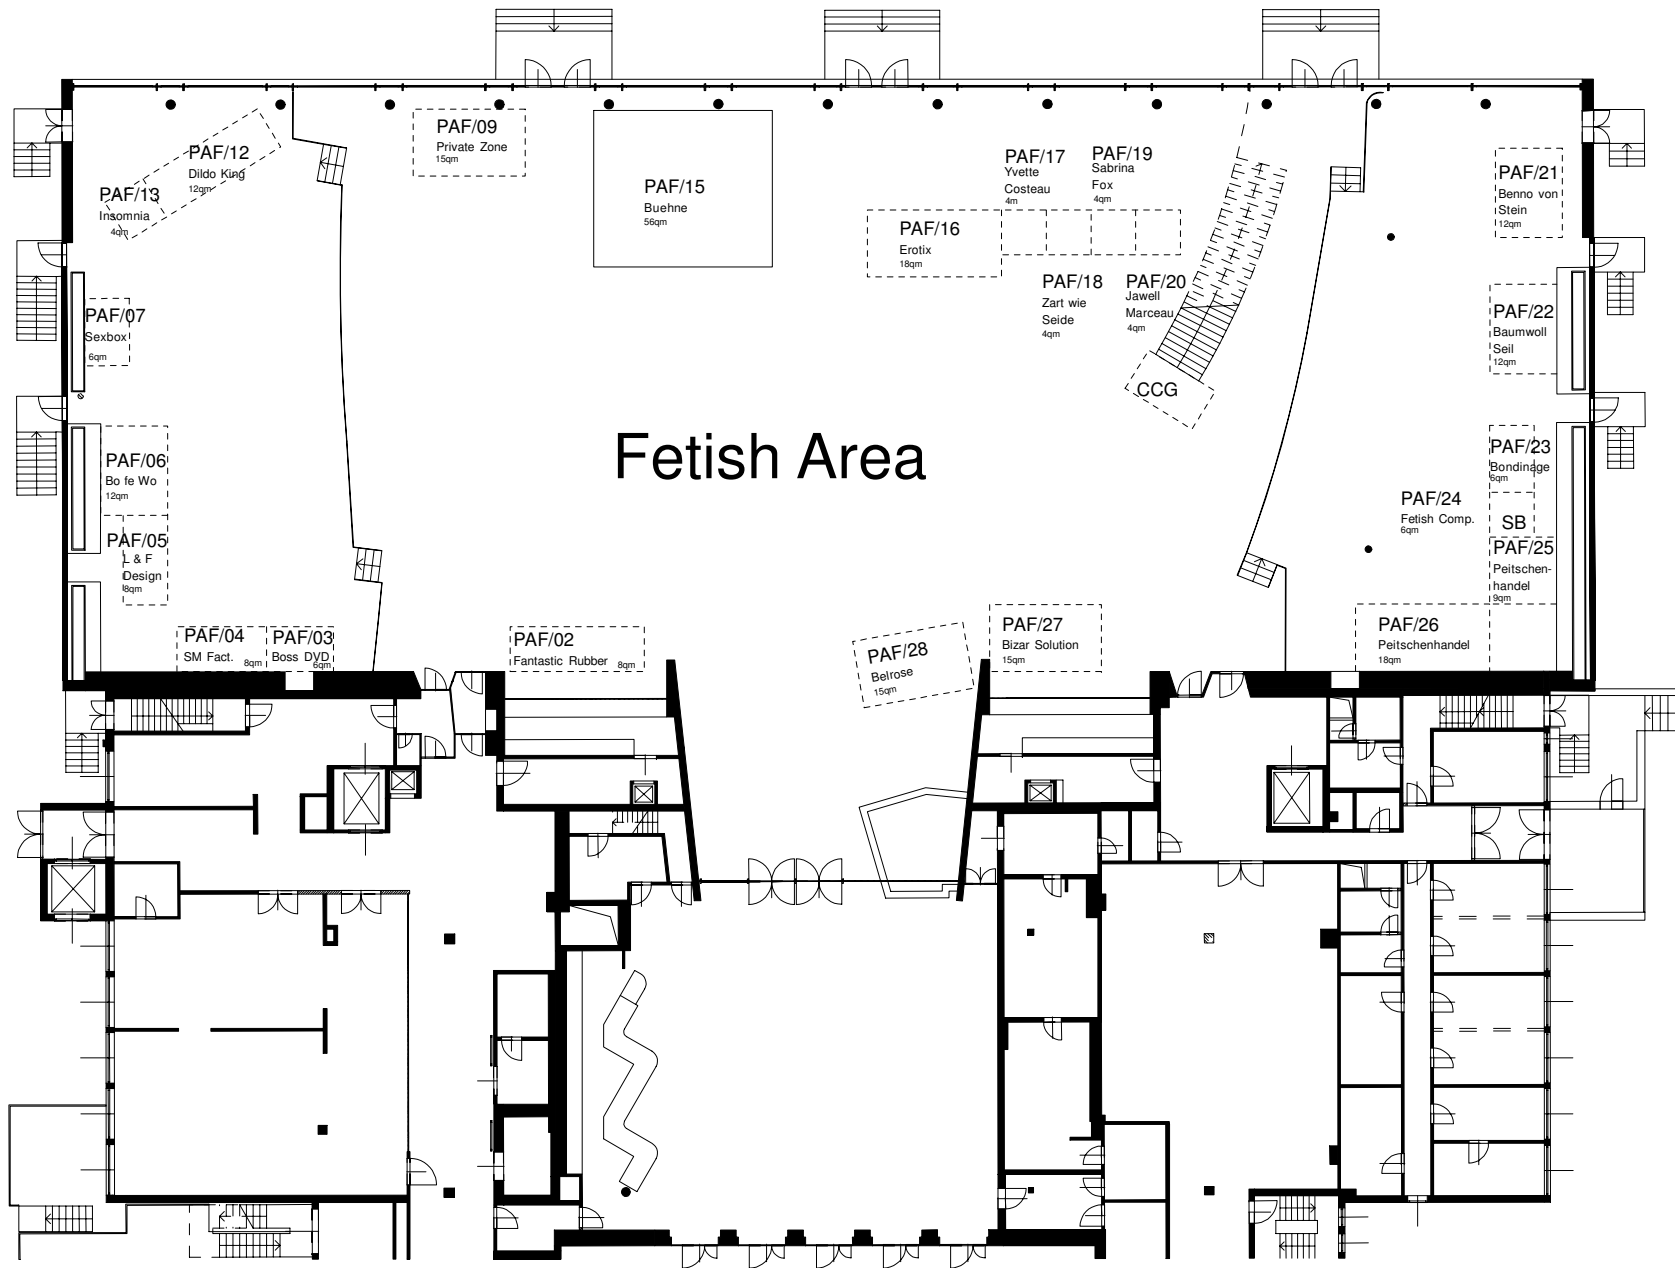 PAF/09
Private Zone
15qm
PAF/12
Dildo King
12qm
PAF/13
Insomnia
4qm
PAF/15
Buehne
56qm
PAF/17
Yvette
Costeau
4m
PAF/19
Sabrina
Fox
4qm
PAF/16
Erotix
18qm
PAF/18
Zart wie
Seide
4qm
PAF/20
Jawell
Marceau
4qm
PAF/21
Benno von
Stein
12qm
PAF/07
Sexbox
6qm
PAF/22
Baumwoll
Seil
12qm
CCG
Fetish Area
PAF/06
Bo fe Wo
12qm
PAF/05
L & F
Design
8qm
PAF/23
Bondinage
6qm
PAF/24
Fetish Comp.
6qm
SB
PAF/25
Peitschen-
handel
9qm
PAF/04
SM Fact. 8qm
PAF/03
Boss DVD
6qm
PAF/02
Fantastic Rubber 8qm
PAF/28
Belrose
15qm
PAF/27
Bizar Solution
15qm
PAF/26
Peitschenhandel
18qm